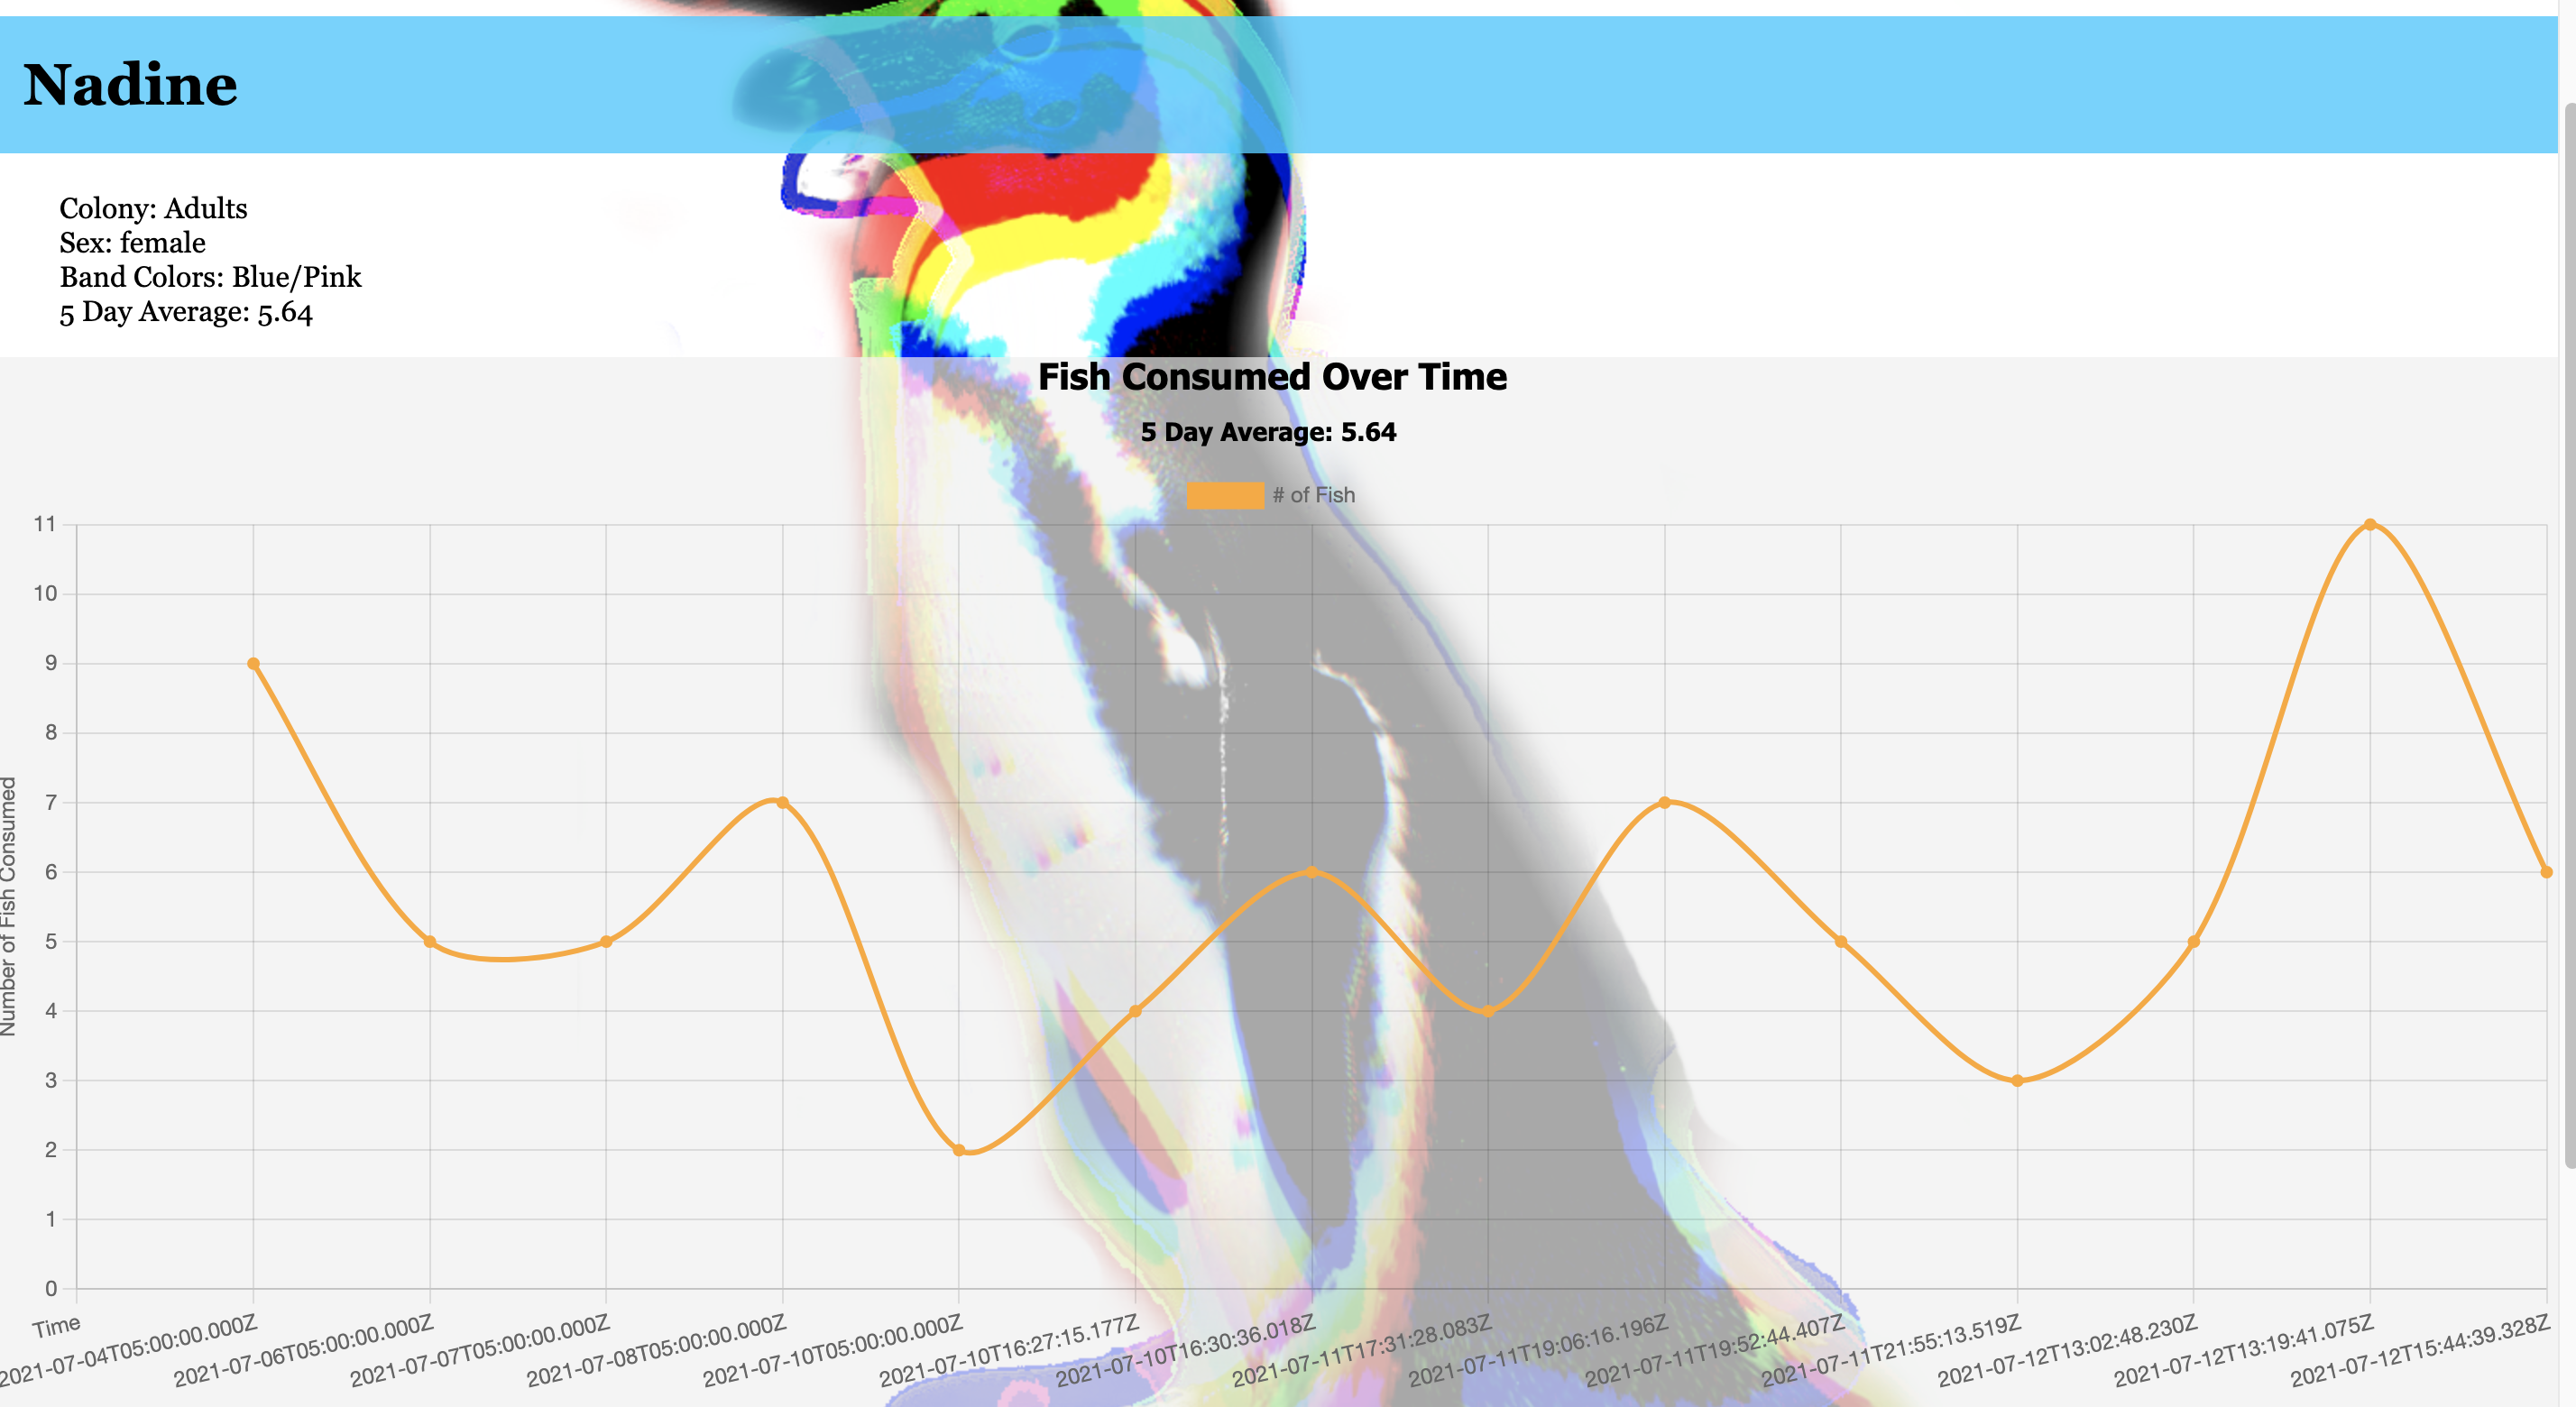 Nadine
Colony: Adults
Sex: female
Band Colors: Blue/Pink
5 Day Average: 5.64
Fish Consumed Over Time
5 Day Average: 5.64
# of Fish
11
10
9
8
7
6
5
4
3
2
1
0
Number of Fish Consumed
Time
2021-07-04T05:00:00.000Z
2021-07-06T05:00:00.000Z
2021-07-07T05:00:00.000Z
2021-07-08T05:00:00.000Z
2021-07-10T05:00:00.000Z
2021-07-10T16:27:15.177Z
2021-07-10T16:30:36.018Z
2021-07-11T17:31:28.083Z
2021-07-11T19:06:16.196Z
2021-07-11T19:52:44.407Z
2021-07-11T21:55:13.519Z
2021-07-12T13:02:48.230Z
2021-07-12T13:19:41.075Z
2021-07-12T15:44:39.328Z